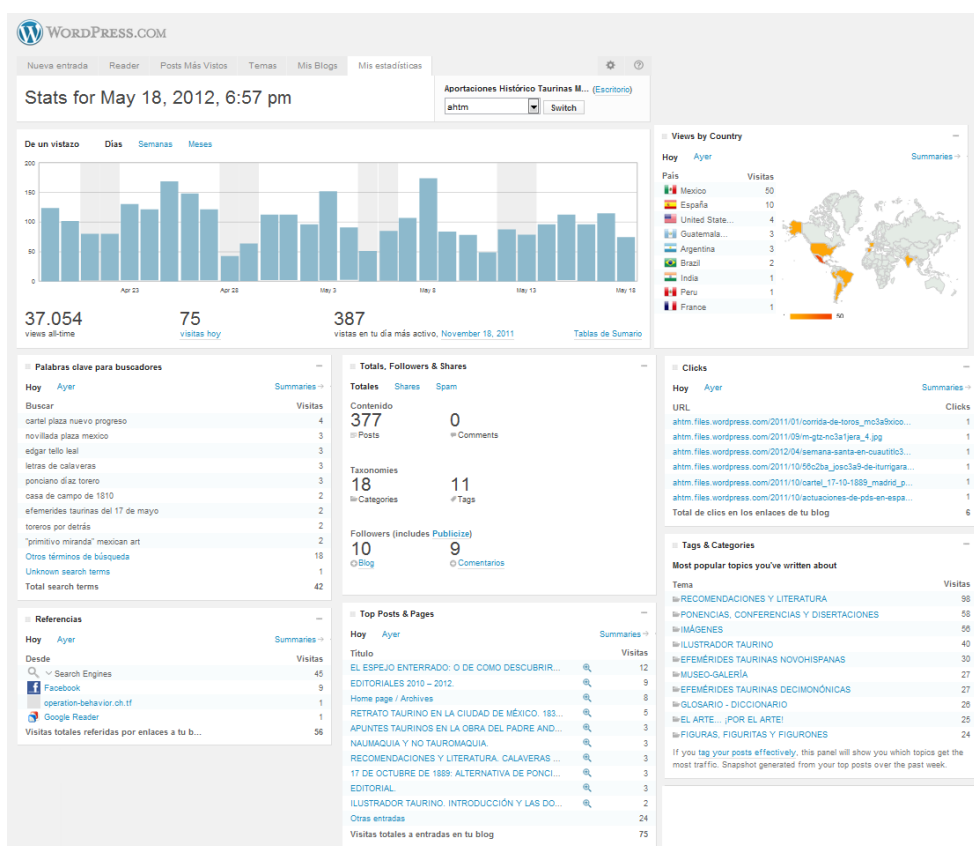 WORDPRESS.COM
Nueva entrada Reader Posts Más Vistos Temas Mis Blogs Mis estadísticas
Stats for May 18, 2012, 6:57 pm
Aportaciones Histórico Taurinas M... (Escritorio)
ahtm Switch
De un vistazo Días Semanas Meses
200
150
100
50
0
Apr 23 Apr 28 May 3 May 8 May 13 May 18
37.054 75 387
views all-time visitas hoy vistas en tu día más activo, November 18, 2011 Tablas de Sumario
Views by Country
Hoy Ayer Summaries→
País Visitas
Mexico 50
España 10
United State... 4
Guatemala... 3
Argentina 3
Brazil 2
India 1
Peru 1
France 1
1 50
Palabras clave para buscadores
Hoy Ayer Summaries→
Buscar Visitas
cartel plaza nuevo progreso 4
novillada plaza mexico 3
edgar tello leal 3
letras de calaveras 3
ponciano díaz torero 3
casa de campo de 1810 2
efemerides taurinas del 17 de mayo 2
toreros por detrás 2
"primitivo miranda" mexican art 2
Otros términos de búsqueda 18
Unknown search terms 1
Total search terms 42
Referencias
Hoy Ayer Summaries→
Desde Visitas
Search Engines 45
Facebook 9
operation-behavior.ch.tf 1
Google Reader 1
Visitas totales referidas por enlaces a tu b... 56
Totals, Followers & Shares
Totales Shares Spam
Contenido
377 0
Posts Comments
Taxonomies
18 11
Categories Tags
Followers (includes Publicize)
10 9
Blog Comentarios
Top Posts & Pages
Hoy Ayer Summaries→
Título Visitas
EL ESPEJO ENTERRADO: O DE COMO DESCUBRIR... 12
EDITORIALES 2010 – 2012. 9
Home page / Archives 8
RETRATO TAURINO EN LA CIUDAD DE MÉXICO. 183... 5
APUNTES TAURINOS EN LA OBRA DEL PADRE AND... 3
NAUMAQUIA Y NO TAUROMAQUIA. 3
RECOMENDACIONES Y LITERATURA. CALAVERAS ... 3
17 DE OCTUBRE DE 1889: ALTERNATIVA DE PONCI... 3
EDITORIAL. 3
ILUSTRADOR TAURINO. INTRODUCCIÓN Y LAS DO... 2
Otras entradas 24
Visitas totales a entradas en tu blog 75
Clicks
Hoy Ayer Summaries→
URL Clicks
ahtm.files.wordpress.com/2011/01/corrida-de-toros_mc3a9xico... 1
ahtm.files.wordpress.com/2011/09/m-gtz-nc3a1jera_4.jpg 1
ahtm.files.wordpress.com/2012/04/semana-santa-en-cuautitlc3... 1
ahtm.files.wordpress.com/2011/10/56c2ba_josc3a9-de-iturrigara... 1
ahtm.files.wordpress.com/2011/10/cartel_17-10-1889_madrid_p... 1
ahtm.files.wordpress.com/2011/10/actuaciones-de-pds-en-espa... 1
Total de clics en los enlaces de tu blog 6
Tags & Categories
Most popular topics you've written about
Tema Visitas
RECOMENDACIONES Y LITERATURA 98
PONENCIAS, CONFERENCIAS Y DISERTACIONES 58
IMÁGENES 56
ILUSTRADOR TAURINO 40
EFEMÉRIDES TAURINAS NOVOHISPANAS 30
MUSEO-GALERÍA 27
EFEMÉRIDES TAURINAS DECIMONÓNICAS 27
GLOSARIO - DICCIONARIO 26
EL ARTE... ¡POR EL ARTE! 25
FIGURAS, FIGURITAS Y FIGURONES 24
If you tag your posts effectively, this panel will show you which topics get the
most traffic. Snapshot generated from your top posts over the past week.